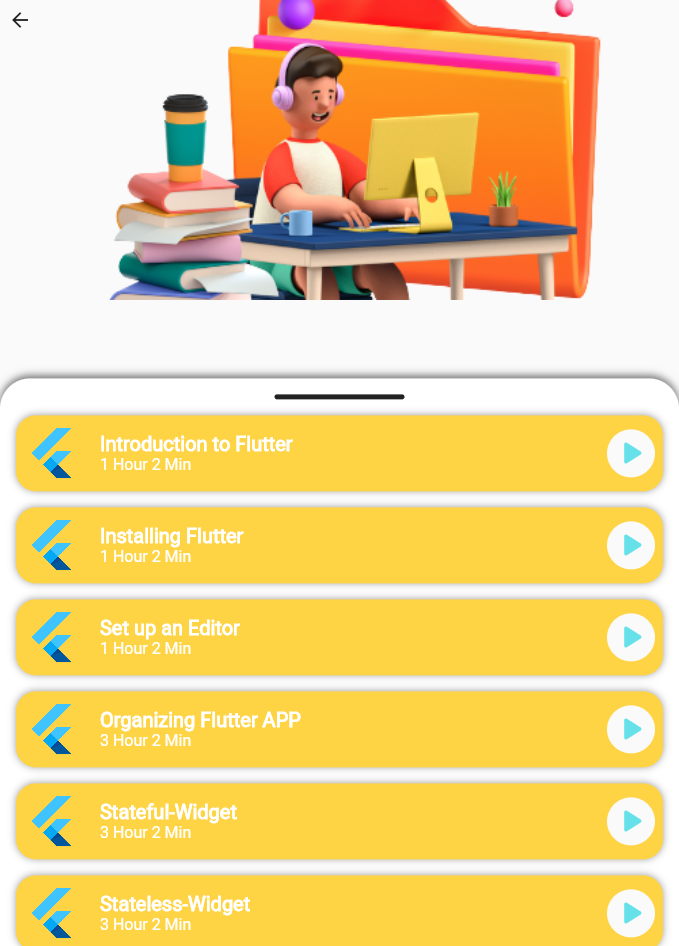 Introduction to Flutter
1 Hour 2 Min
Installing Flutter
1 Hour 2 Min
Set up an Editor
1 Hour 2 Min
Organizing Flutter APP
3 Hour 2 Min
Stateful-Widget
3 Hour 2 Min
Stateless-Widget
3 Hour 2 Min